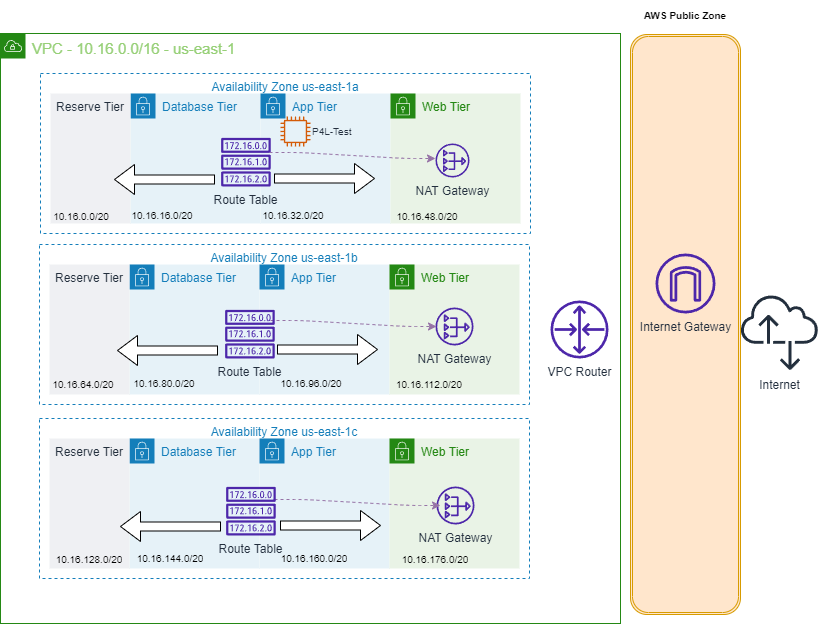 AWS Public Zone
VPC - 10.16.0.0/16 - us-east-1
Availability Zone us-east-1a
Reserve Tier
Database Tier
App Tier
Web Tier
P4L-Test
172.16.0.0
172.16.1.0
172.16.2.0
Route Table
NAT Gateway
10.16.0.0/20
10.16.16.0/20
10.16.32.0/20
10.16.48.0/20
Availability Zone us-east-1b
Reserve Tier
Database Tier
App Tier
Web Tier
172.16.0.0
172.16.1.0
172.16.2.0
Route Table
NAT Gateway
10.16.64.0/20
10.16.80.0/20
10.16.96.0/20
10.16.112.0/20
Availability Zone us-east-1c
Reserve Tier
Database Tier
App Tier
Web Tier
172.16.0.0
172.16.1.0
172.16.2.0
Route Table
NAT Gateway
10.16.128.0/20
10.16.144.0/20
10.16.160.0/20
10.16.176.0/20
VPC Router
Internet Gateway
Internet